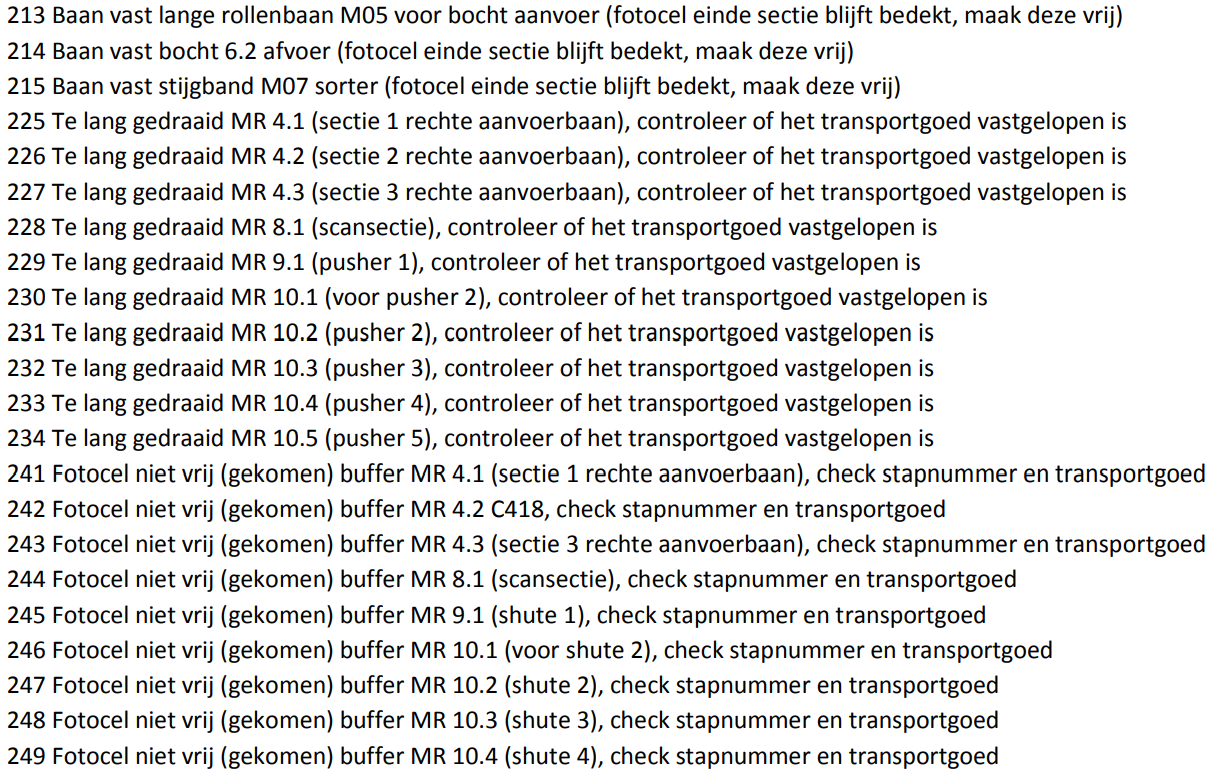 213 Baan vast lange rollenbaan M05 voor bocht aanvoer (fotocel einde sectie blijft bedekt, maak deze vrij)
214 Baan vast bocht 6.2 afvoer (fotocel einde sectie blijft bedekt, maak deze vrij)
215 Baan vast stijgband M07 sorter (fotocel einde sectie blijft bedekt, maak deze vrij)
225 Te lang gedraaid MR 4.1 (sectie 1 rechte aanvoerbaan), controleer of het transportgoed vastgelopen is
226 Te lang gedraaid MR 4.2 (sectie 2 rechte aanvoerbaan), controleer of het transportgoed vastgelopen is
227 Te lang gedraaid MR 4.3 (sectie 3 rechte aanvoerbaan), controleer of het transportgoed vastgelopen is
228 Te lang gedraaid MR 8.1 (scansectie), controleer of het transportgoed vastgelopen is
229 Te lang gedraaid MR 9.1 (pusher 1), controleer of het transportgoed vastgelopen is
230 Te lang gedraaid MR 10.1 (voor pusher 2), controleer of het transportgoed vastgelopen is
231 Te lang gedraaid MR 10.2 (pusher 2), controleer of het transportgoed vastgelopen is
232 Te lang gedraaid MR 10.3 (pusher 3), controleer of het transportgoed vastgelopen is
233 Te lang gedraaid MR 10.4 (pusher 4), controleer of het transportgoed vastgelopen is
234 Te lang gedraaid MR 10.5 (pusher 5), controleer of het transportgoed vastgelopen is
241 Fotocel niet vrij (gekomen) buffer MR 4.1 (sectie 1 rechte aanvoerbaan), check stapnummer en transportgoed
242 Fotocel niet vrij (gekomen) buffer MR 4.2 C418, check stapnummer en transportgoed
243 Fotocel niet vrij (gekomen) buffer MR 4.3 (sectie 3 rechte aanvoerbaan), check stapnummer en transportgoed
244 Fotocel niet vrij (gekomen) buffer MR 8.1 (scansectie), check stapnummer en transportgoed
245 Fotocel niet vrij (gekomen) buffer MR 9.1 (shute 1), check stapnummer en transportgoed
246 Fotocel niet vrij (gekomen) buffer MR 10.1 (voor shute 2), check stapnummer en transportgoed
247 Fotocel niet vrij (gekomen) buffer MR 10.2 (shute 2), check stapnummer en transportgoed
248 Fotocel niet vrij (gekomen) buffer MR 10.3 (shute 3), check stapnummer en transportgoed
249 Fotocel niet vrij (gekomen) buffer MR 10.4 (shute 4), check stapnummer en transportgoed